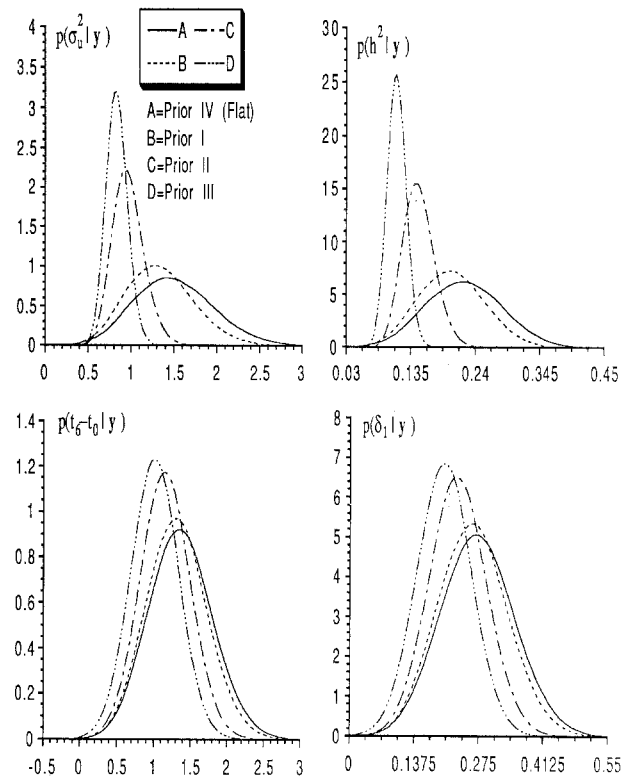 p(σ²ᵤ|y)
A C
B D
A=Prior IV (Flat)
B=Prior I
C=Prior II
D=Prior III
4
3.5
3
2.5
2
1.5
1
0.5
0
0 0.5 1 1.5 2 2.5 3
p(h²|y)
30
25
20
15
10
5
0
0.03 0.135 0.24 0.345 0.45
p(t₆-t₀|y)
1.4
1.2
1
0.8
0.6
0.4
0.2
0
-0.5 0 0.5 1 1.5 2 2.5 3
p(δ₁|y)
8
7
6
5
4
3
2
1
0
0 0.1375 0.275 0.4125 0.55